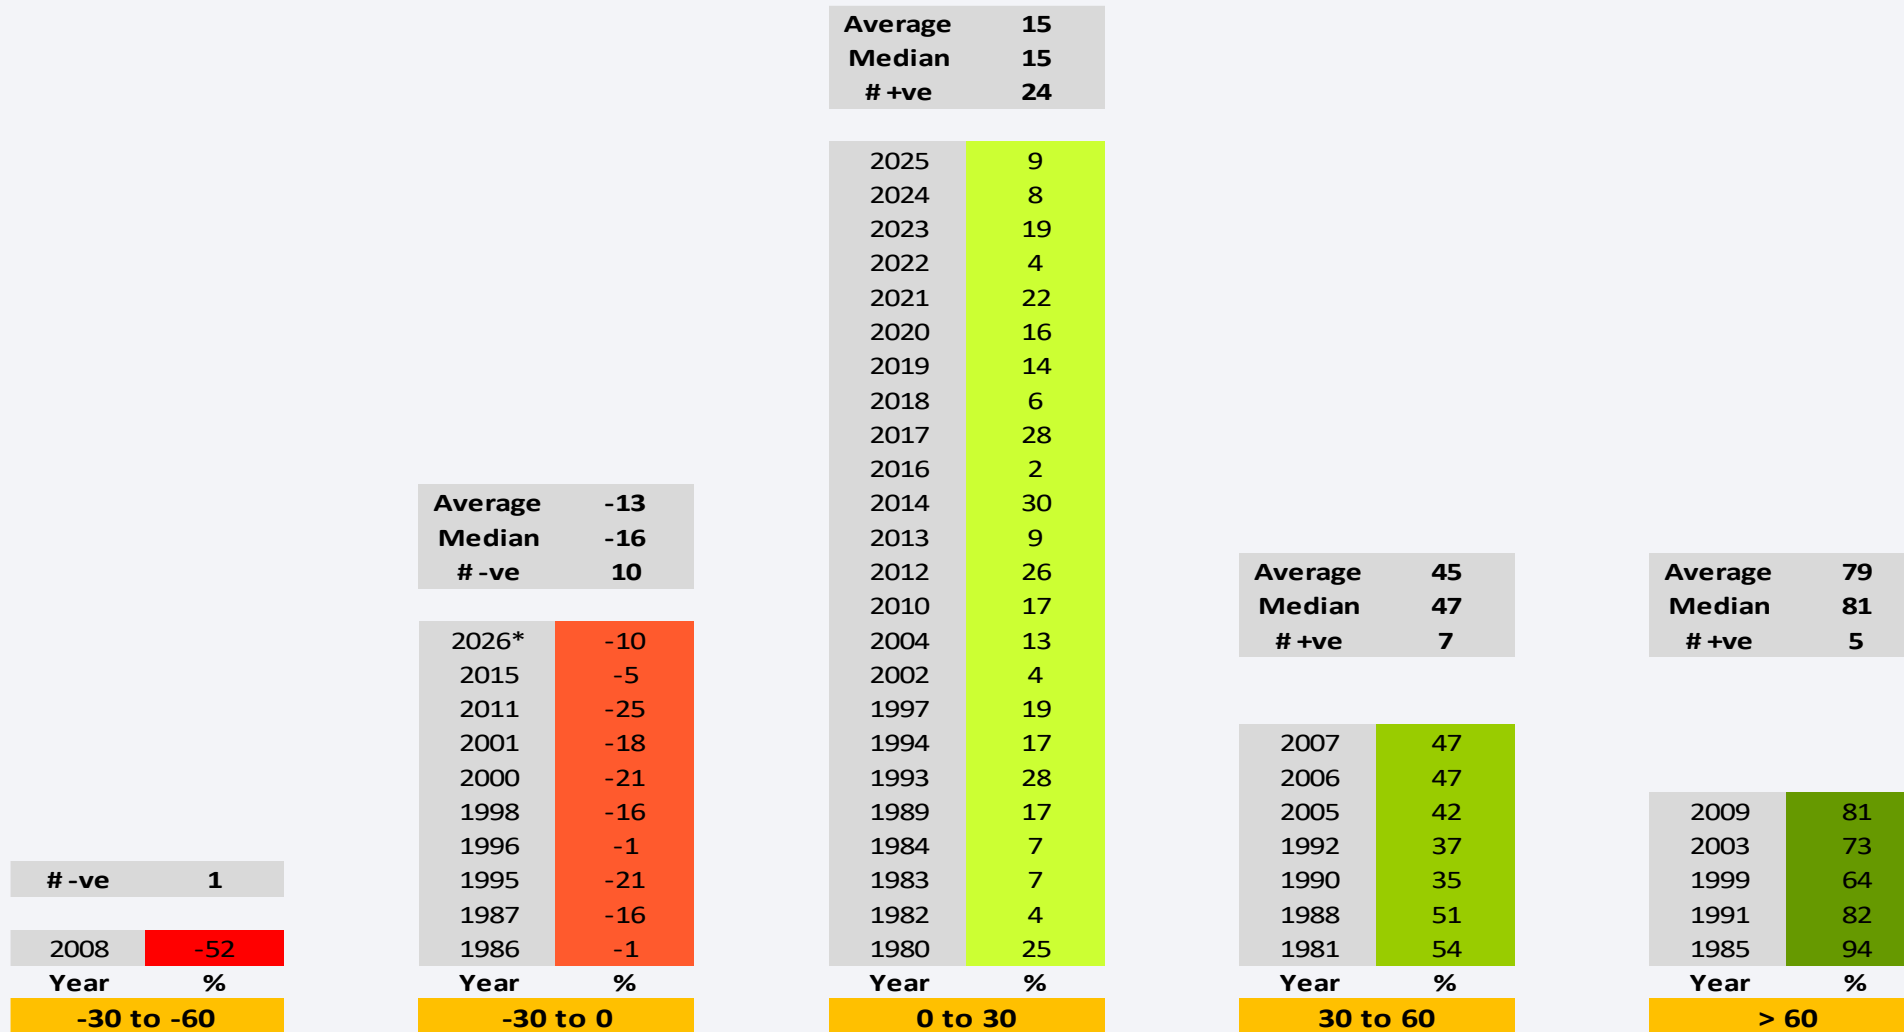 # -ve 1
2008 -52
Year %
-30 to -60
Average -13
Median -16
# -ve 10
2026* -10
2015 -5
2011 -25
2001 -18
2000 -21
1998 -16
1996 -1
1995 -21
1987 -16
1986 -1
Year %
-30 to 0
Average 15
Median 15
# +ve 24
2025 9
2024 8
2023 19
2022 4
2021 22
2020 16
2019 14
2018 6
2017 28
2016 2
2014 30
2013 9
2012 26
2010 17
2004 13
2002 4
1997 19
1994 17
1993 28
1989 17
1984 7
1983 7
1982 4
1980 25
Year %
0 to 30
Average 45
Median 47
# +ve 7
2007 47
2006 47
2005 42
1992 37
1990 35
1988 51
1981 54
Year %
30 to 60
Average 79
Median 81
# +ve 5
2009 81
2003 73
1999 64
1991 82
1985 94
Year %
> 60